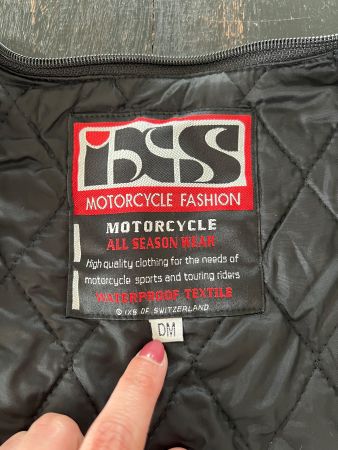 ixs
MOTORCYCLE FASHION
MOTORCYCLE
ALL SEASON WEAR
High quality clothing for the needs of
motorcycle sports and touring riders
WATERPROOF TEXTILE
© IXS OF SWITZERLAND
DM